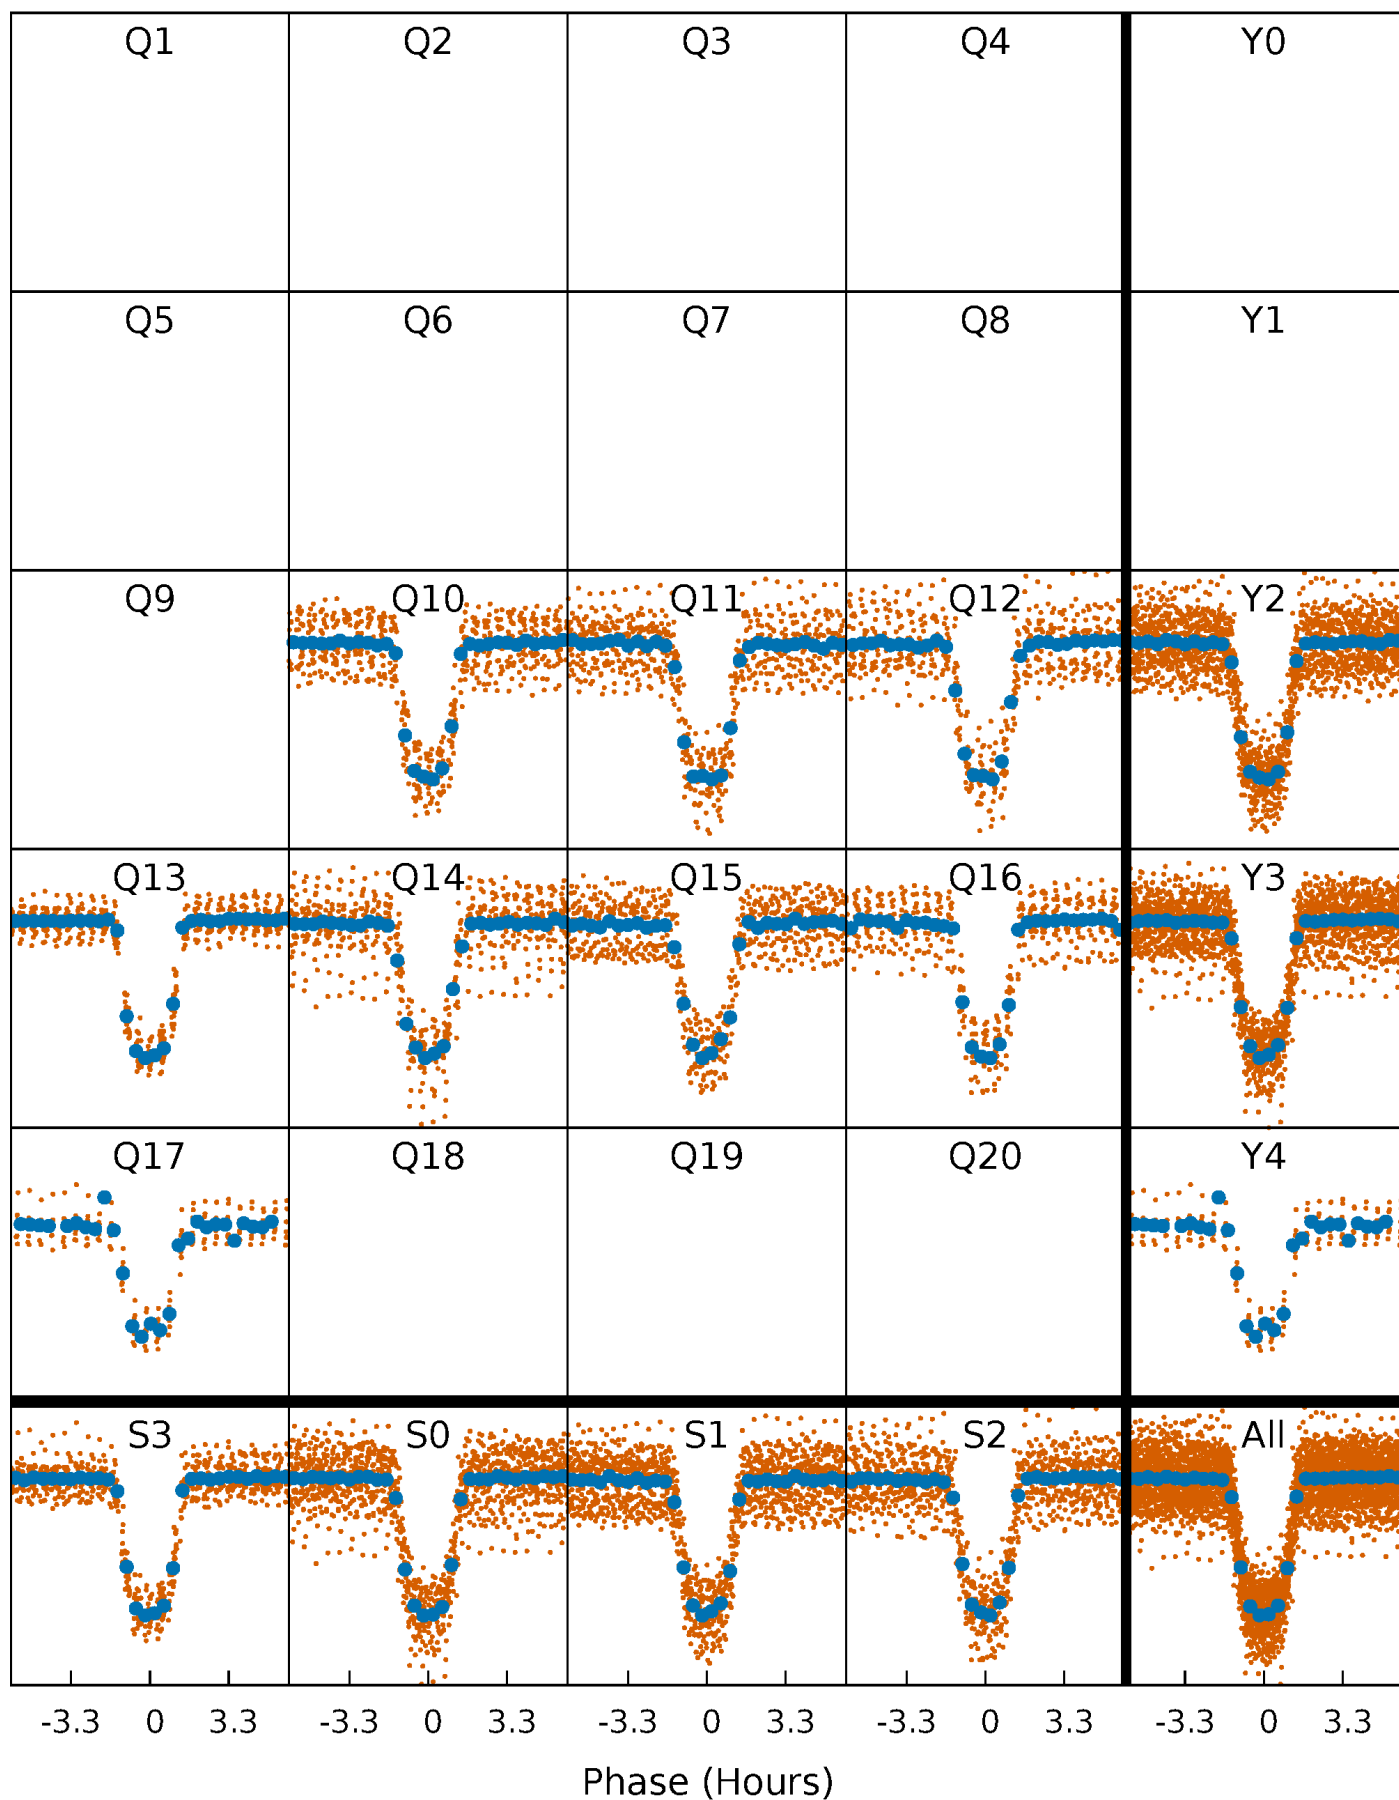 Q1 Q2 Q3 Q4 Y0
Q5 Q6 Q7 Q8 Y1
Q9 Q10 Q11 Q12 Y2
Q13 Q14 Q15 Q16 Y3
Q17 Q18 Q19 Q20 Y4
S3 S0 S1 S2 All
-3.3 0 3.3 -3.3 0 3.3 -3.3 0 3.3 -3.3 0 3.3 -3.3 0 3.3
Phase (Hours)